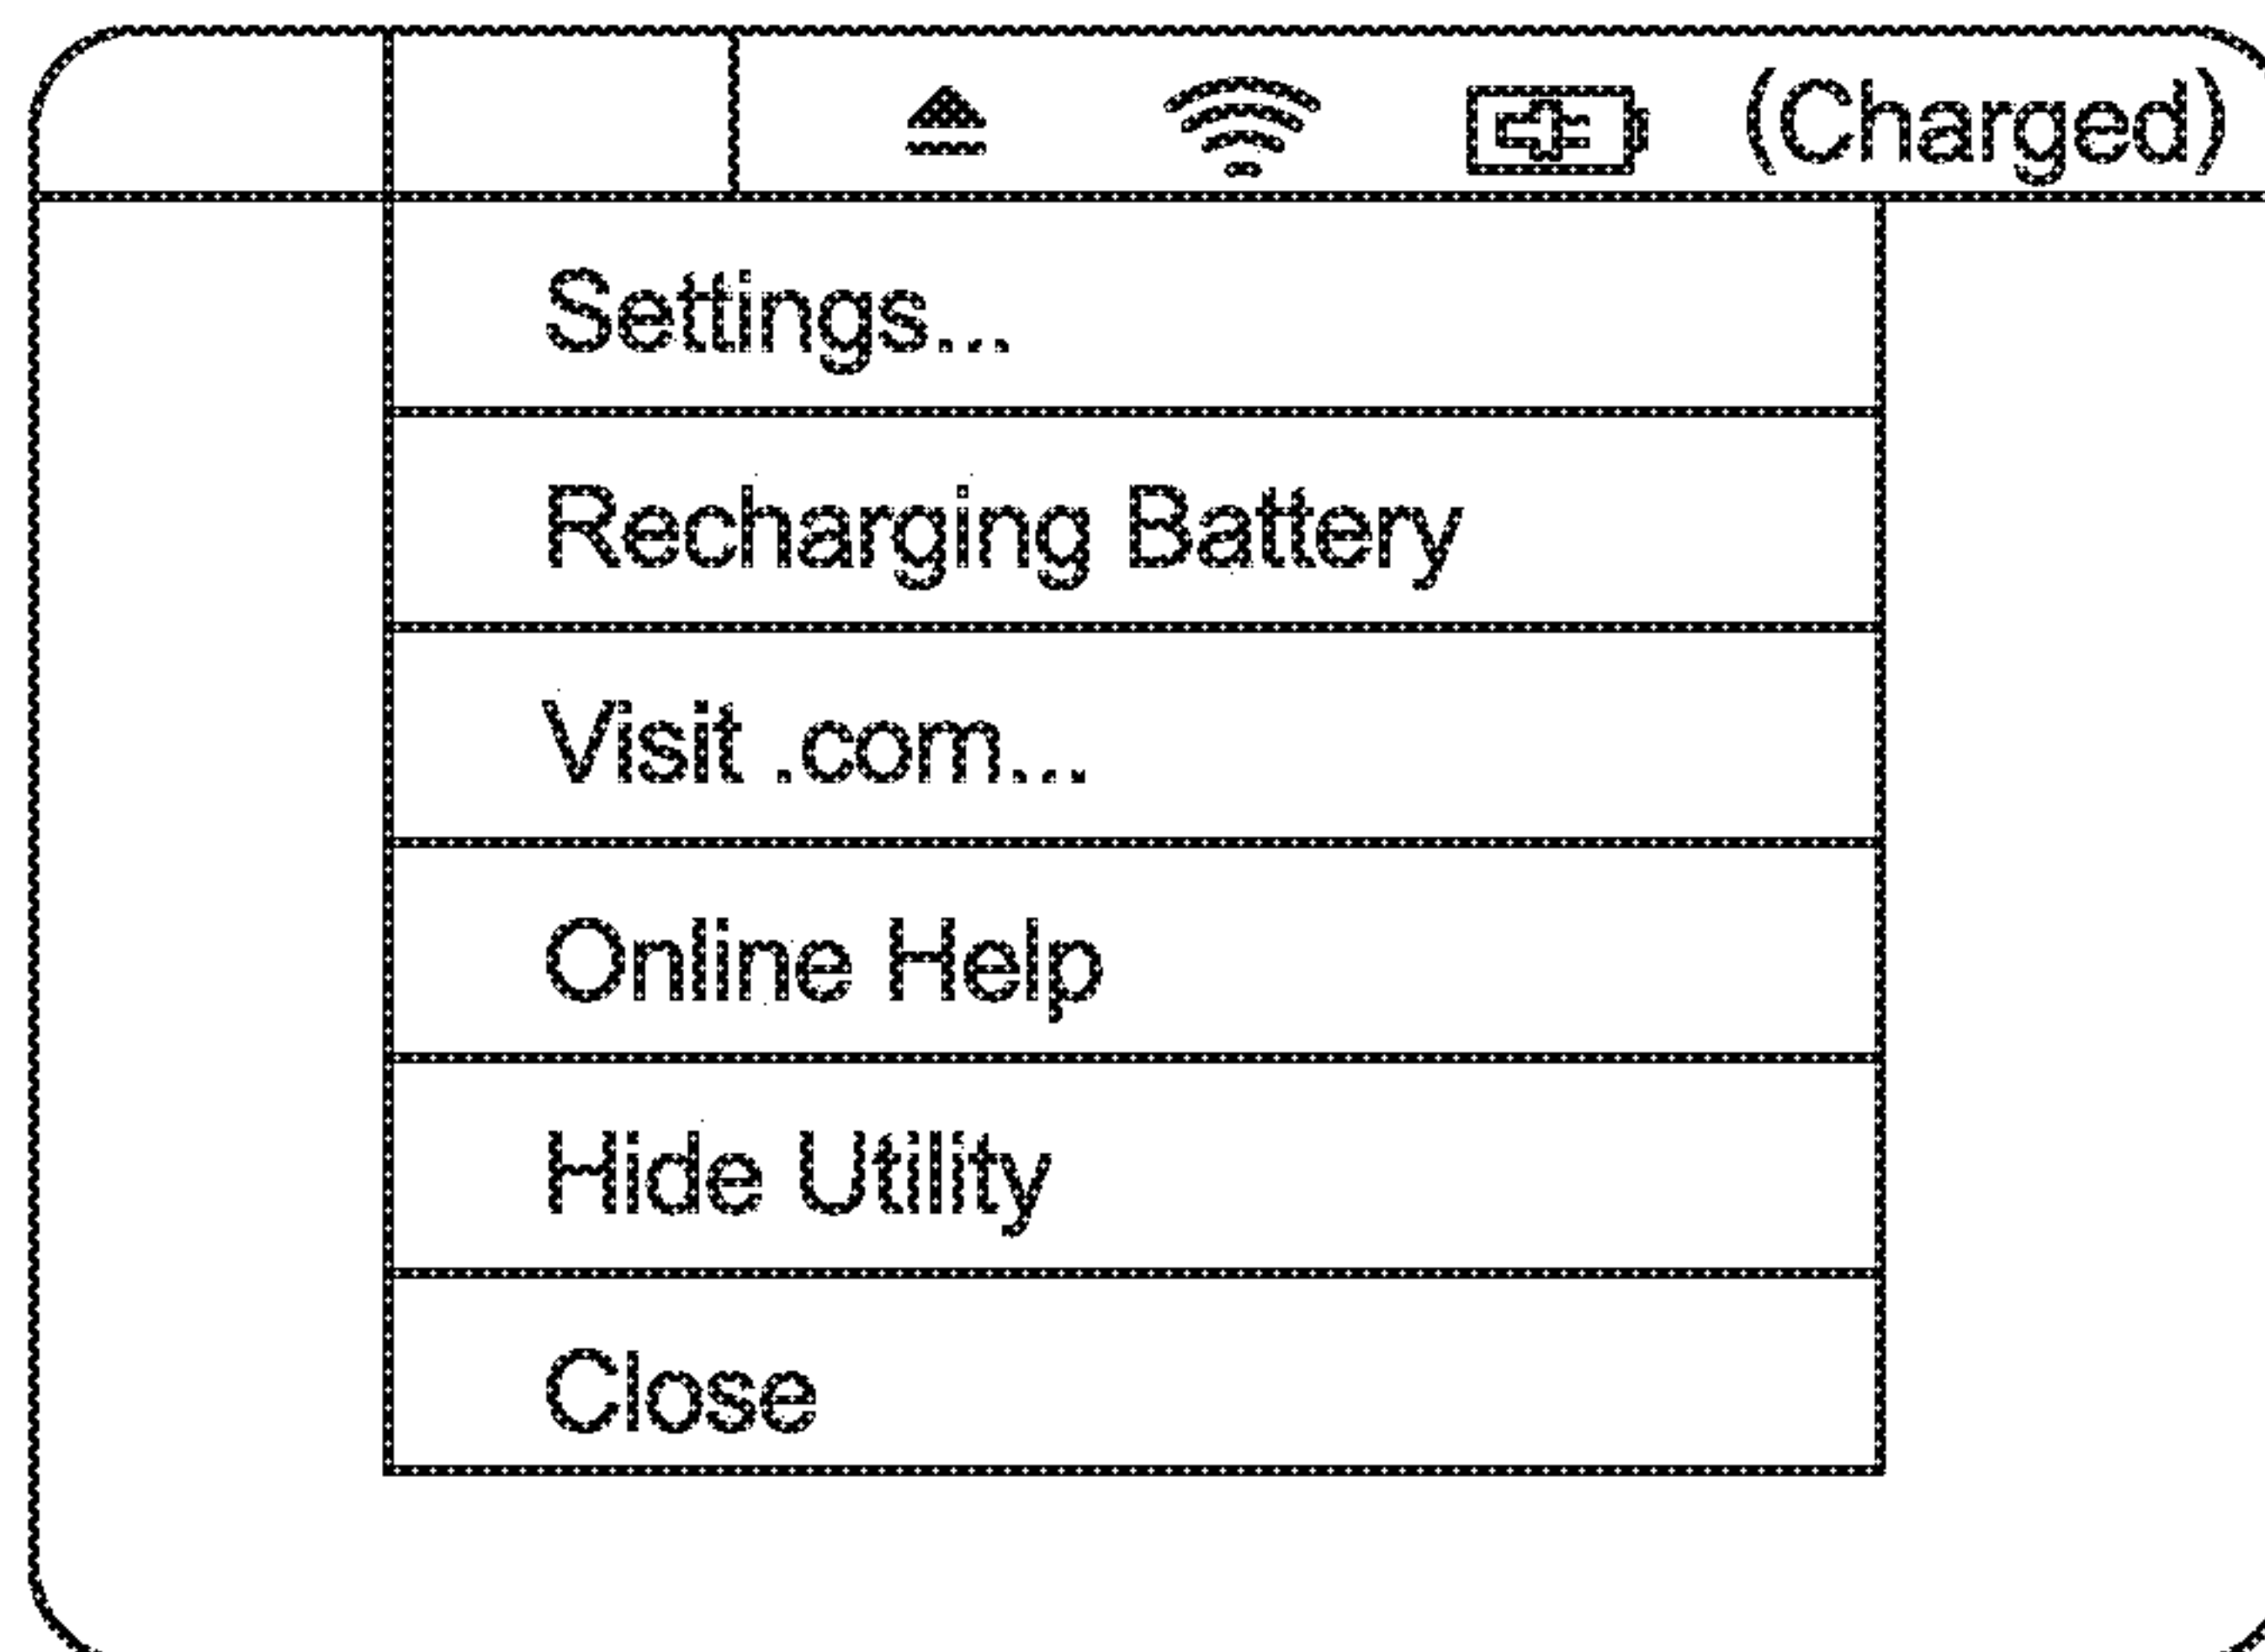 (Charged)
Settings...
Recharging Battery
Visit .com...
Online Help
Hide Utility
Close